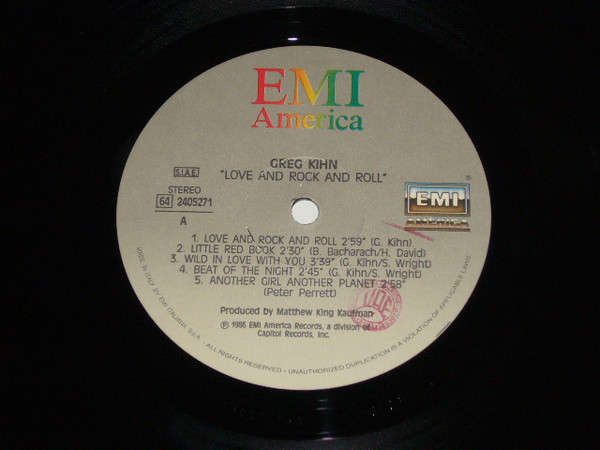 EMI
America
GREG KIHN
"LOVE AND ROCK AND ROLL"
S.I.A.E.
STEREO
64 2405271
A
EMI
AMERICA
®
1. LOVE AND ROCK AND ROLL 2'59" (G. Kihn)
2. LITTLE RED BOOK 2'30" (B. Bacharach/H. David)
3. WILD IN LOVE WITH YOU 3'39" (G. Kihn/S. Wright)
4. BEAT OF THE NIGHT 2'45" (G. Kihn/S. Wright)
5. ANOTHER GIRL ANOTHER PLANET 2'58"
(Peter Perrett)
Produced by Matthew King Kaufman
℗ 1986 EMI America Records, a division of
Capitol Records, Inc.
MADE IN ITALY BY EMI ITALIANA S.p.A. - ALL RIGHTS RESERVED - UNAUTHORIZED DUPLICATION IS A VIOLATION OF APPLICABLE LAWS